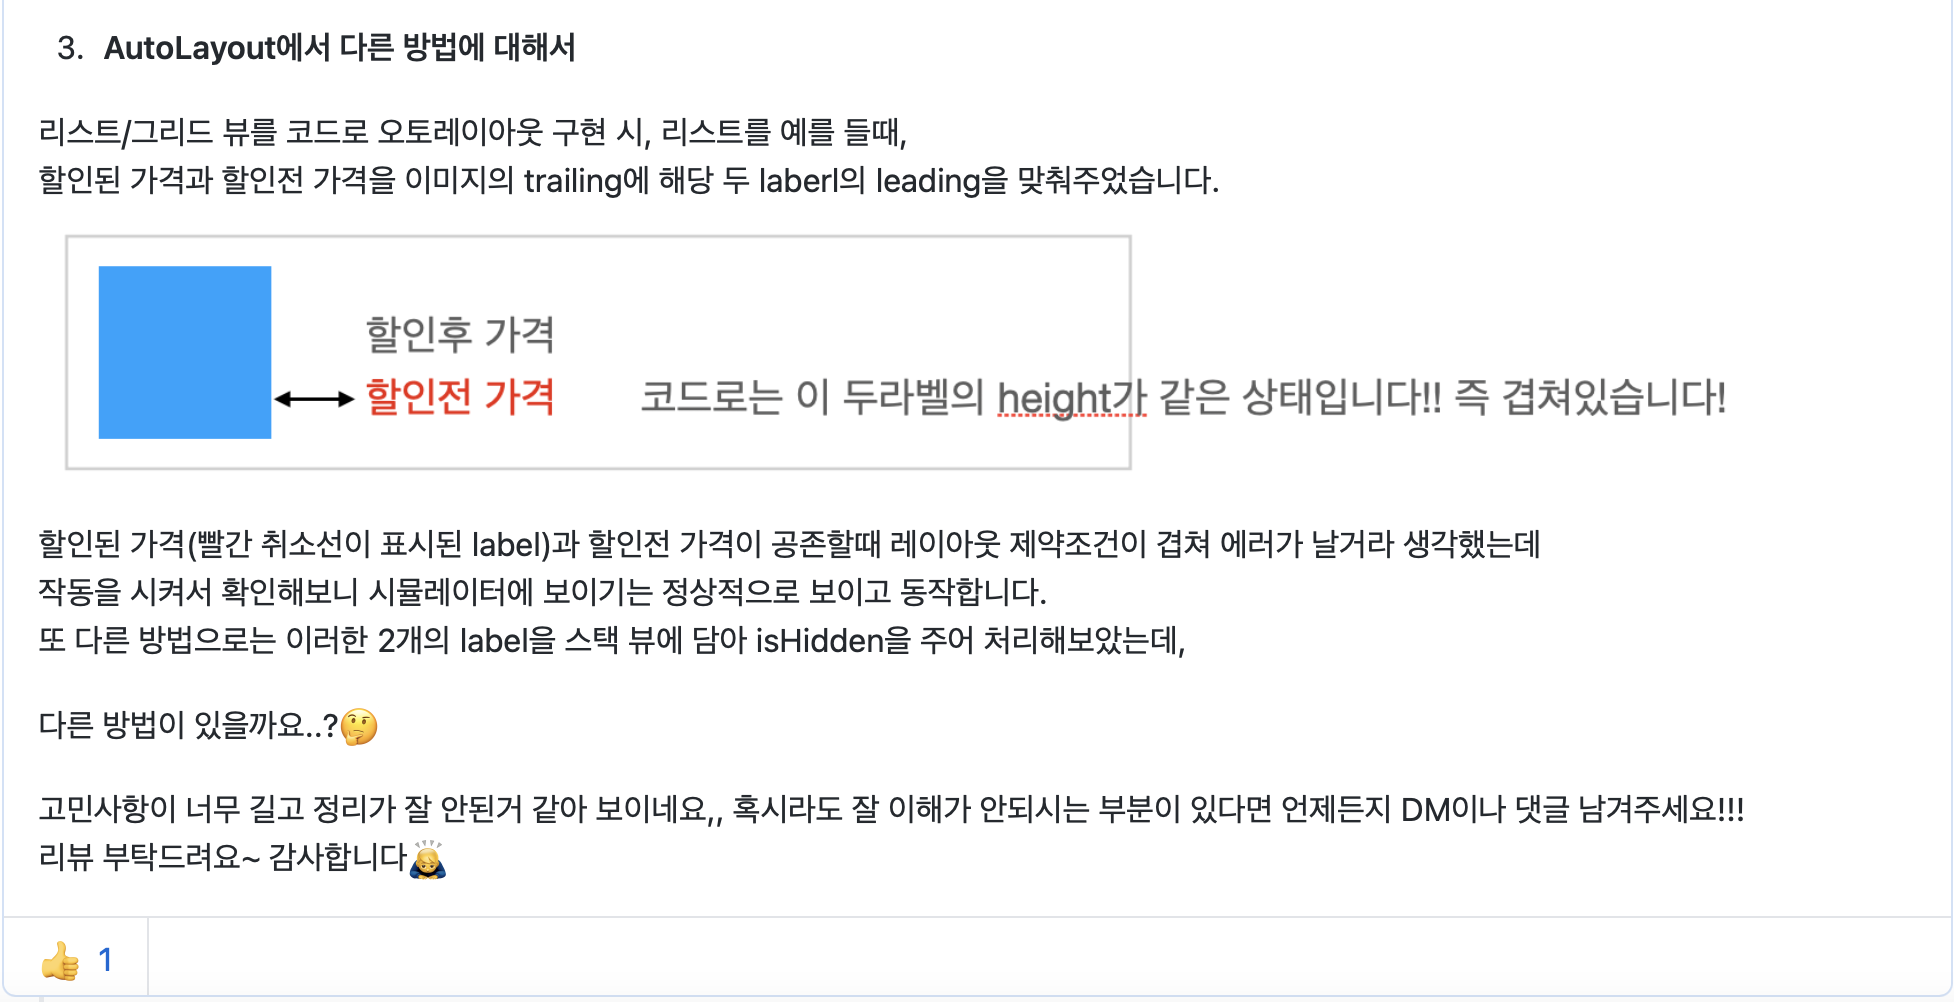 3. AutoLayout에서 다른 방법에 대해서
리스트/그리드 뷰를 코드로 오토레이아웃 구현 시, 리스트를 예를 들때,
할인된 가격과 할인전 가격을 이미지의 trailing에 해당 두 laberl의 leading을 맞춰주었습니다.
할인후 가격
할인전 가격 코드로는 이 두라벨의 height가 같은 상태입니다!! 즉 겹쳐있습니다!
할인된 가격(빨간 취소선이 표시된 label)과 할인전 가격이 공존할때 레이아웃 제약조건이 겹쳐 에러가 날거라 생각했는데
작동을 시켜서 확인해보니 시뮬레이터에 보이기는 정상적으로 보이고 동작합니다.
또 다른 방법으로는 이러한 2개의 label을 스택 뷰에 담아 isHidden을 주어 처리해보았는데,
다른 방법이 있을까요..?🤔
고민사항이 너무 길고 정리가 잘 안된거 같아 보이네요,, 혹시라도 잘 이해가 안되시는 부분이 있다면 언제든지 DM이나 댓글 남겨주세요!!!
리뷰 부탁드려요~ 감사합니다🙇
👍 1